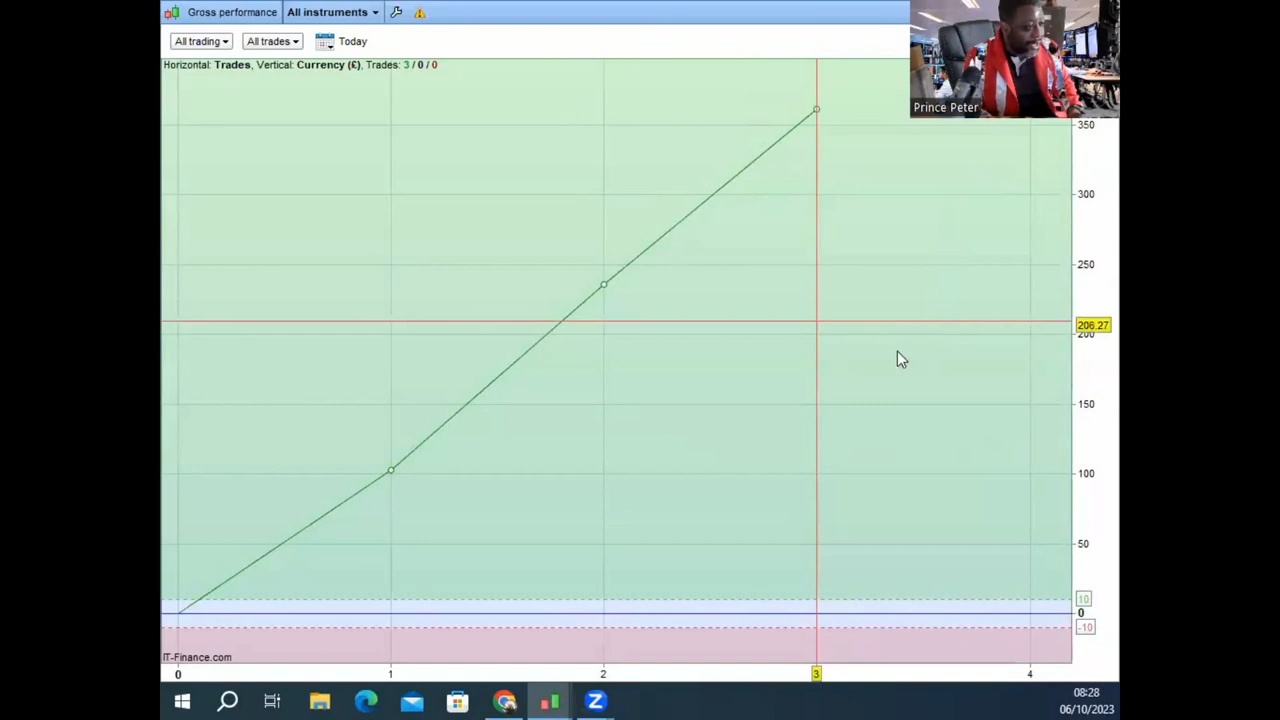 Gross performance All instruments
All trading All trades Today
Horizontal: Trades, Vertical: Currency (£), Trades: 3 / 0 / 0
Prince Peter
350
300
250
206.27
200
150
100
50
10
0
-10
IT-Finance.com
0 1 2 3 4
08:28
06/10/2023